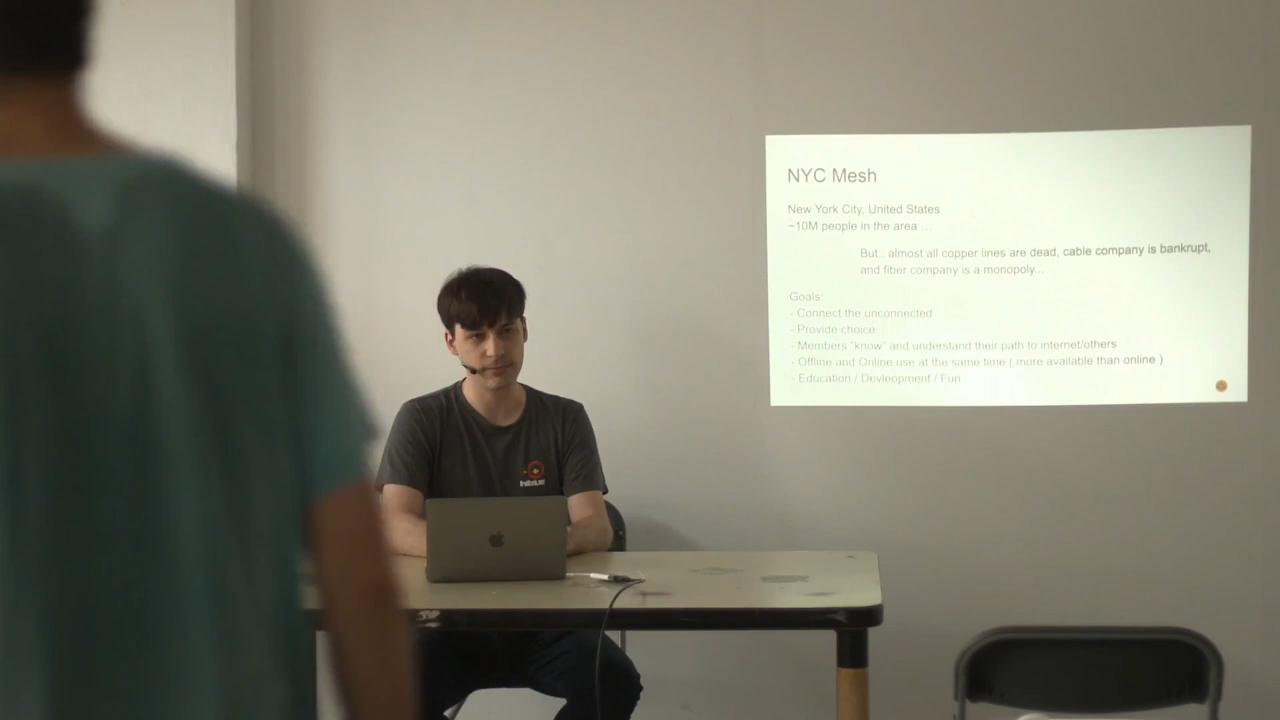 NYC Mesh
New York City, United States
~10M people in the area ...
But.. almost all copper lines are dead, cable company is bankrupt,
and fiber company is a monopoly...
Goals:
- Connect the unconnected
- Provide choice
- Members "know" and understand their path to internet/others
- Offline and Online use at the same time ( more available than online )
- Education / Devleopment / Fun